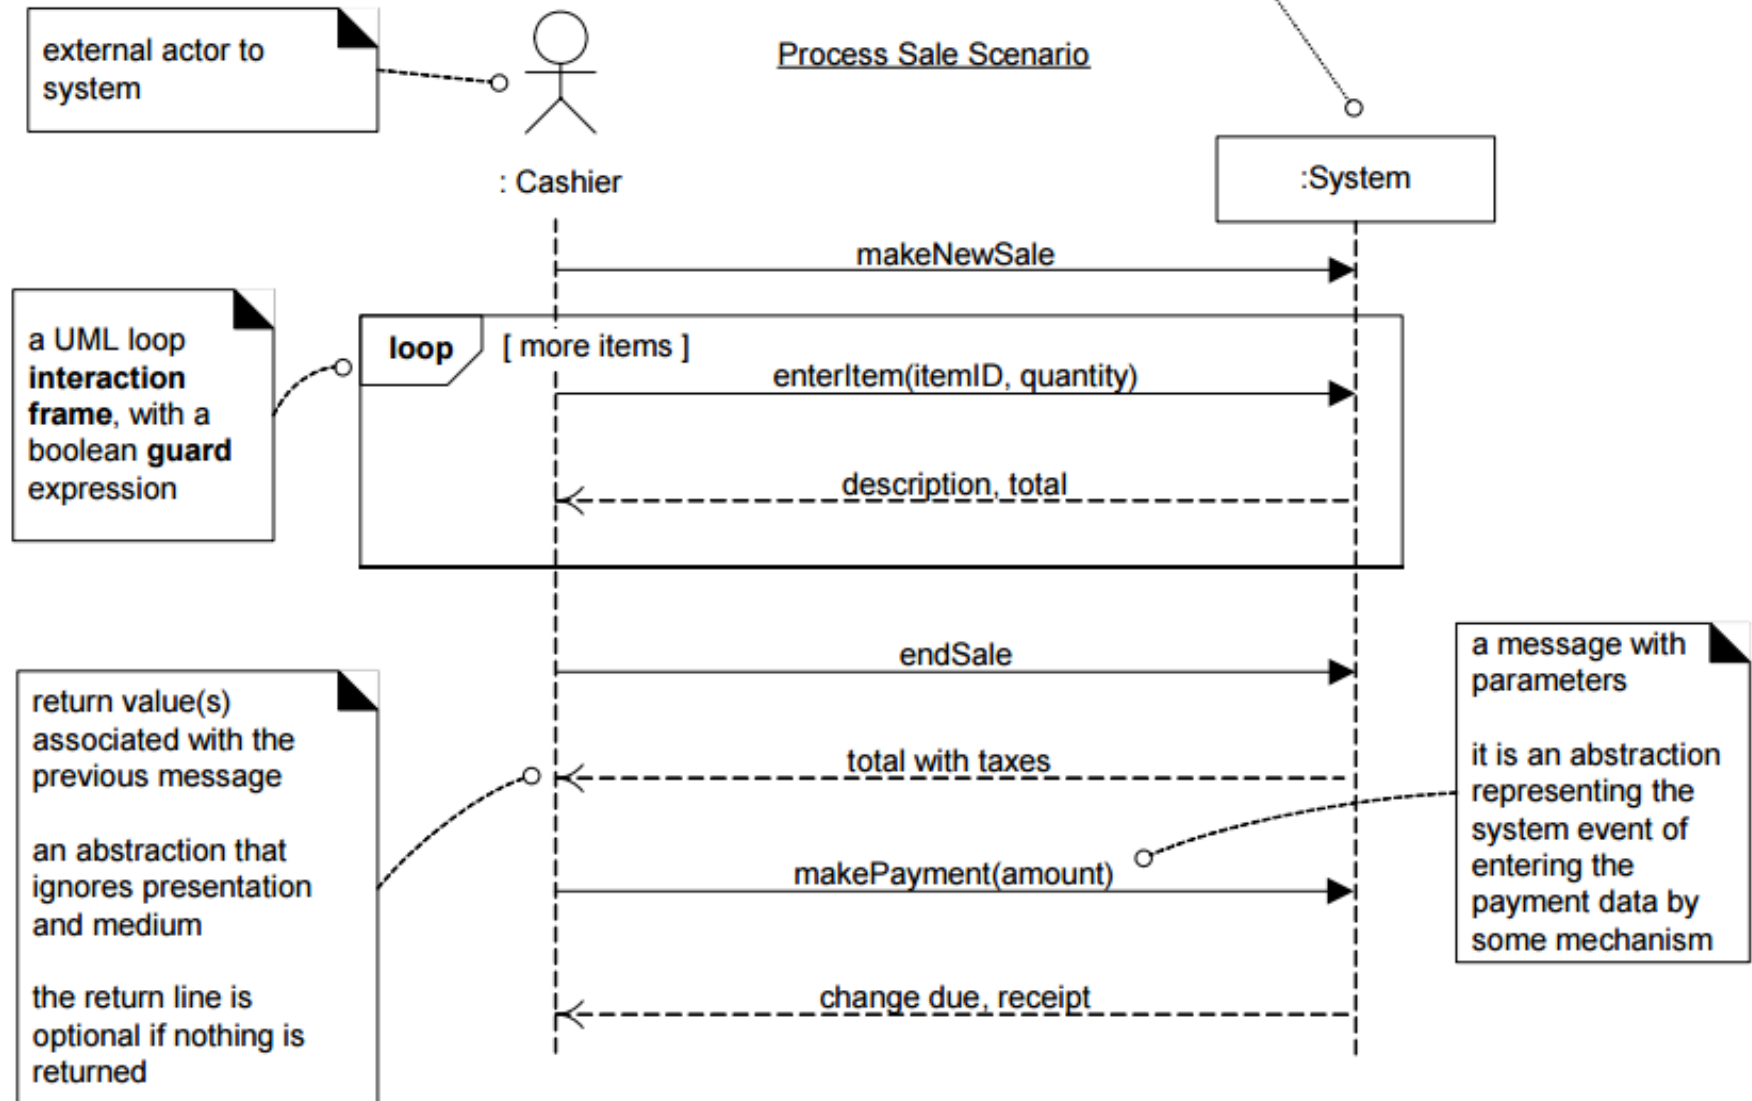 external actor to
system
Process Sale Scenario
: Cashier
:System
makeNewSale
a UML loop
interaction
frame, with a
boolean guard
expression
loop
[ more items ]
enterItem(itemID, quantity)
description, total
endSale
a message with
parameters
it is an abstraction
representing the
system event of
entering the
payment data by
some mechanism
return value(s)
associated with the
previous message
an abstraction that
ignores presentation
and medium
the return line is
optional if nothing is
returned
total with taxes
makePayment(amount)
change due, receipt